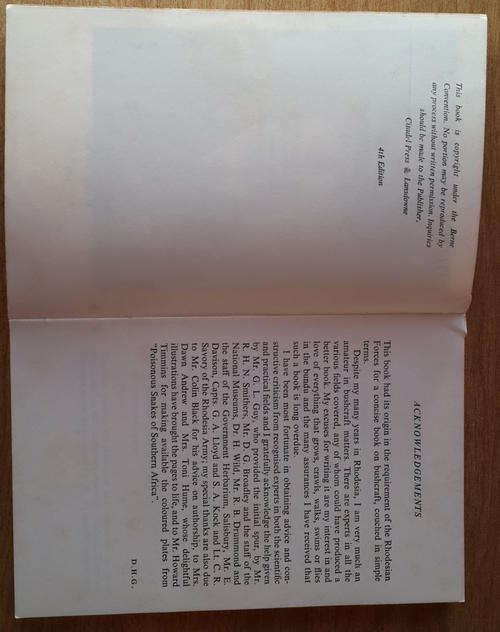 This book is copyright under the Berne
Convention. No portion may be reproduced by
any process without written permission. Inquiries
should be made to the Publisher,
Citadel Press & Lansdowne
4th Edition
ACKNOWLEDGEMENTS
This book had its origin in the requirement of the Rhodesian
Forces for a concise book on bushcraft, couched in simple
terms.
Despite my many years in Rhodesia, I am very much an
amateur in bushcraft matters. There are experts in all the
various fields covered, any of whom could have produced a
better book. My excuses for writing it are my interest in and
love of everything that grows, crawls, walks, swims or flies
in the bundu and the many assurances I have received that
such a book is long overdue.
I have been most fortunate in obtaining advice and con-
structive criticism from recognised experts in both the scientific
and practical fields and I gratefully acknowledge the help given
by Mr. G. L. Guy, who provided the initial spur, by Mr.
R. H. N. Smithers, Mr. D. G. Broadley and the staff of the
National Museums, Dr. H. Wild, Mr. R. B. Drummond and
the staff of the Government Herbarium, Salisbury, Mr. E.
Davison, Capts. G. A. Lloyd and S. A. Kock and Lt. C. R.
Savory of the Rhodesia Army; my special thanks are also due
to Mr. Colin Black for his advice on authorship, to Mrs.
Dawn Andrew and Mrs. Toni Hume, whose delightful
illustrations have brought the pages to life, and to Mr. Howard
Timmins for making available the coloured plates from
"Poisonous Snakes of Southern Africa".
D.H.G.